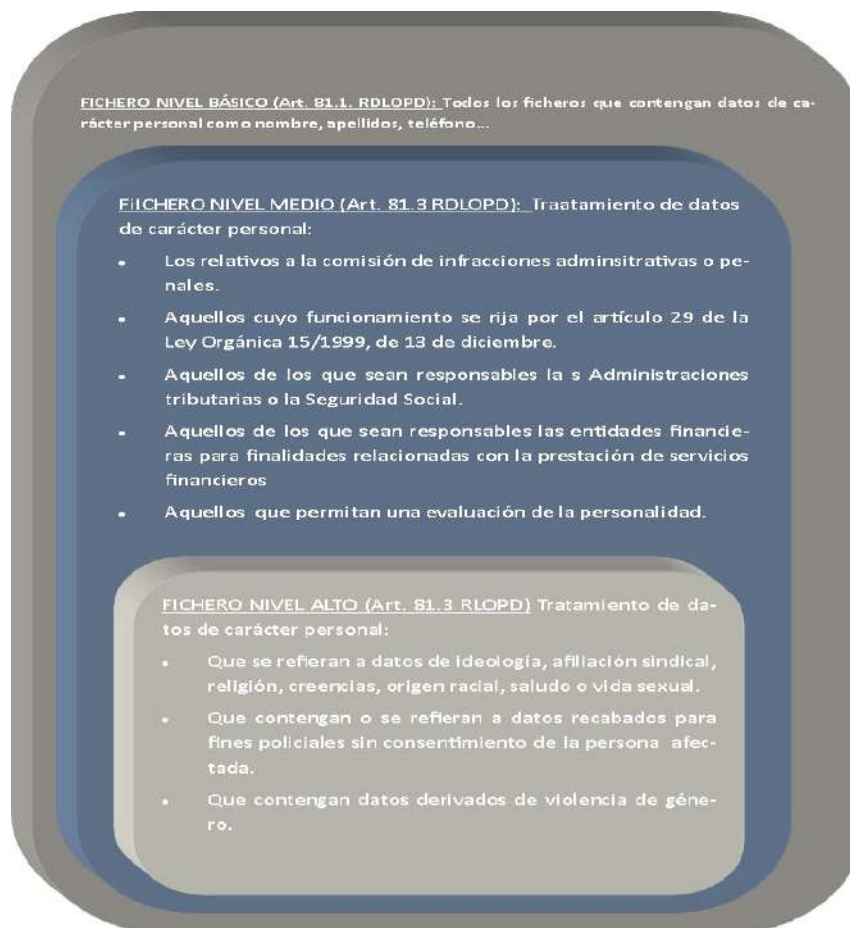 FICHERO NIVEL BÁSICO (Art. 81.1. RDLOPD): Todos los ficheros que contengan datos de ca-
rácter personal como nombre, apellidos, teléfono...
FiICHERO NIVEL MEDIO (Art. 81.3 RDLOPD): Traatamiento de datos
de carácter personal:
• Los relativos a la comisión de infracciones adminsitrativas o pe-
nales.
• Aquellos cuyo funcionamiento se rija por el artículo 29 de la
Ley Orgánica 15/1999, de 13 de diciembre.
• Aquellos de los que sean responsables la s Administraciones
tributarias o la Seguridad Social.
• Aquellos de los que sean responsables las entidades financie-
ras para finalidades relacionadas con la prestación de servicios
financieros
• Aquellos que permitan una evaluación de la personalidad.
FICHERO NIVEL ALTO (Art. 81.3 RLOPD) Tratamiento de da-
tos de carácter personal:
• Que se refieran a datos de ideología, afiliación sindical,
religión, creencias, origen racial, saludo o vida sexual.
• Que contengan o se refieran a datos recabados para
fines policiales sin consentimiento de la persona afec-
tada.
• Que contengan datos derivados de violencia de géne-
ro.